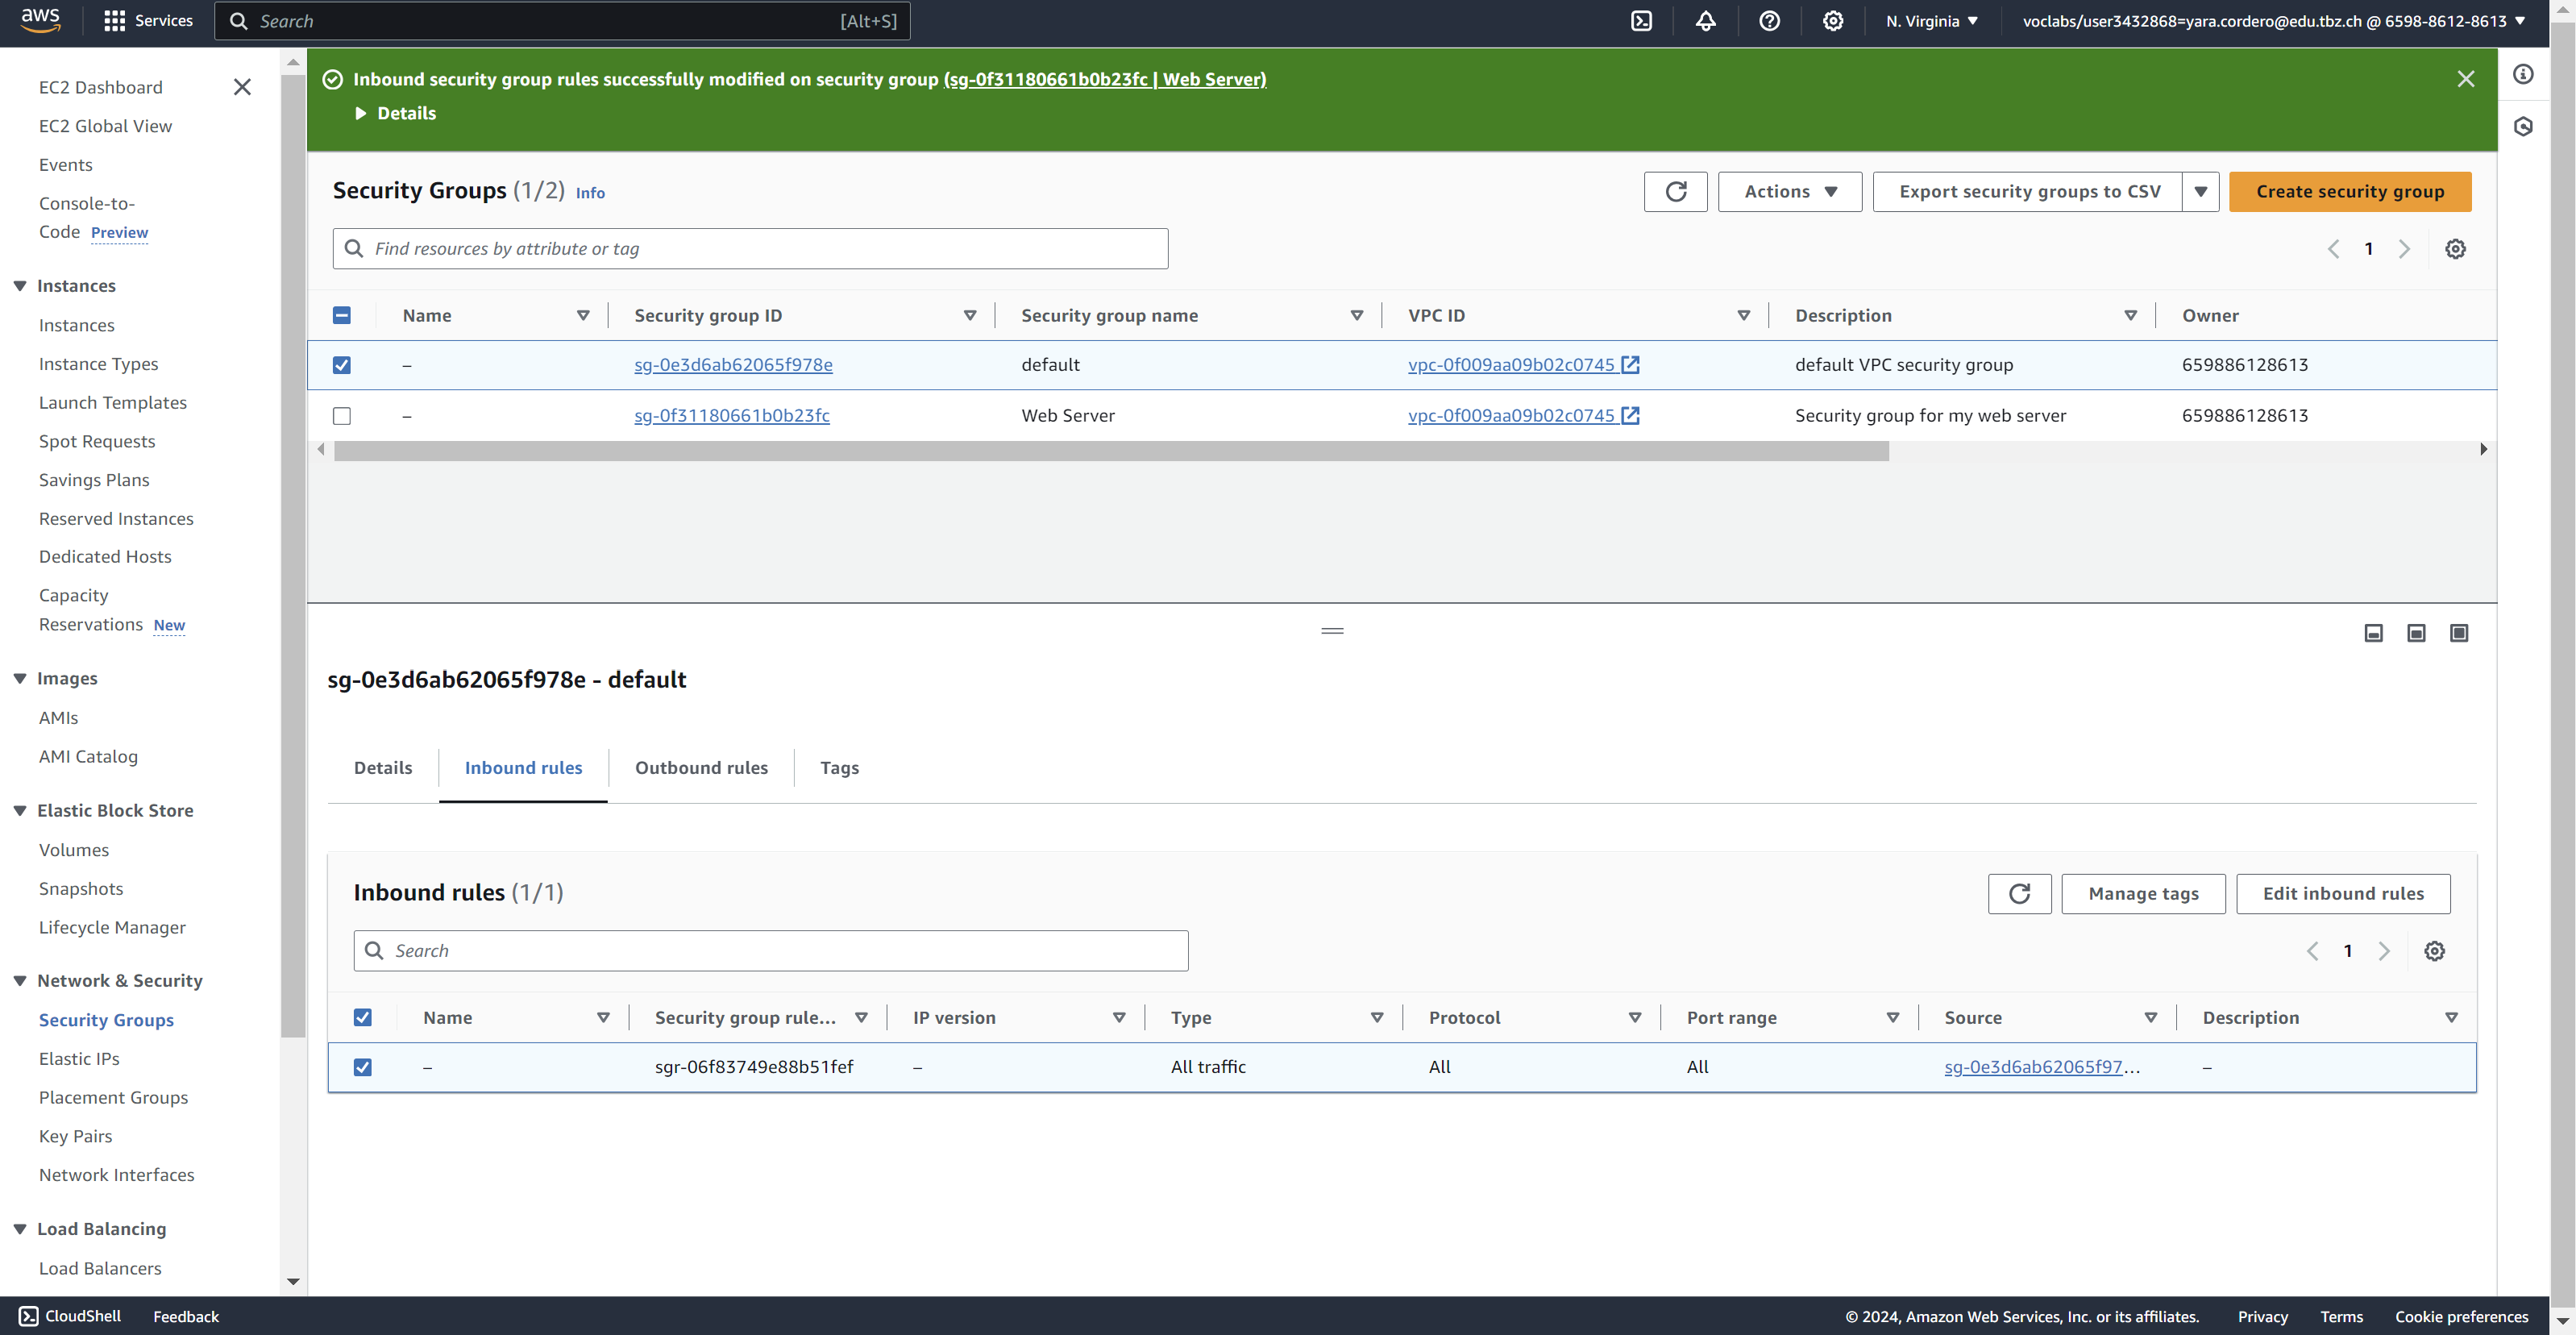 aws
Services
Search [Alt+S]
N. Virginia
voclabs/user3432868=yara.cordero@edu.tbz.ch @ 6598-8612-8613
EC2 Dashboard
EC2 Global View
Events
Console-to-
Code Preview
Instances
Instances
Instance Types
Launch Templates
Spot Requests
Savings Plans
Reserved Instances
Dedicated Hosts
Capacity
Reservations New
Images
AMIs
AMI Catalog
Elastic Block Store
Volumes
Snapshots
Lifecycle Manager
Network & Security
Security Groups
Elastic IPs
Placement Groups
Key Pairs
Network Interfaces
Load Balancing
Load Balancers
Inbound security group rules successfully modified on security group (sg-0f31180661b0b23fc | Web Server)
Details
Security Groups (1/2) Info
Actions
Export security groups to CSV
Create security group
Find resources by attribute or tag
1
Name Security group ID Security group name VPC ID Description Owner
– sg-0e3d6ab62065f978e default vpc-0f009aa09b02c0745 default VPC security group 659886128613
– sg-0f31180661b0b23fc Web Server vpc-0f009aa09b02c0745 Security group for my web server 659886128613
sg-0e3d6ab62065f978e - default
Details Inbound rules Outbound rules Tags
Inbound rules (1/1)
Manage tags
Edit inbound rules
Search
1
Name Security group rule... IP version Type Protocol Port range Source Description
– sgr-06f83749e88b51fef – All traffic All All sg-0e3d6ab62065f97... –
CloudShell Feedback
© 2024, Amazon Web Services, Inc. or its affiliates. Privacy Terms Cookie preferences